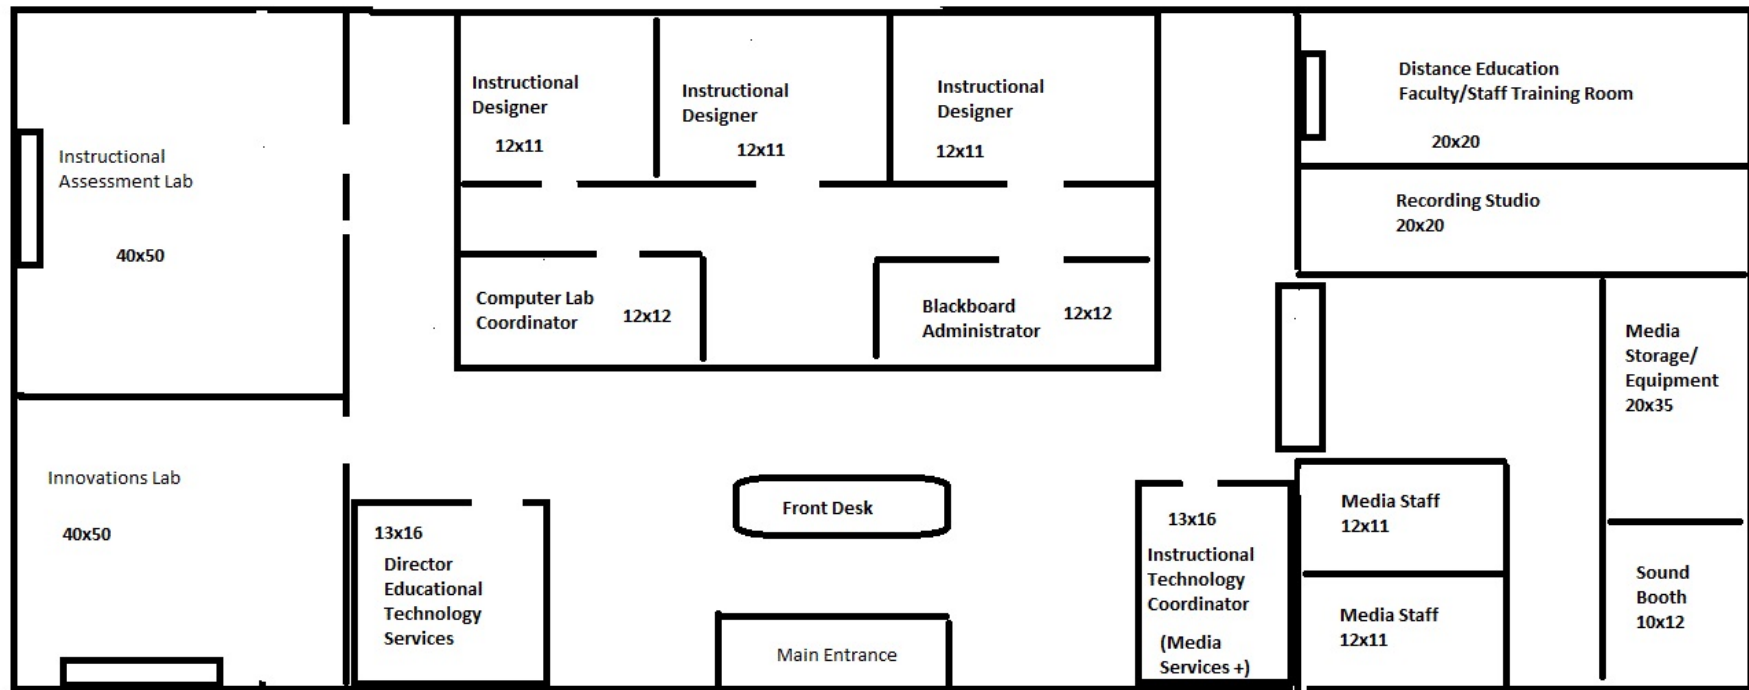 Instructional
Assessment Lab
40x50
Innovations Lab
40x50
Instructional
Designer
12x11
Instructional
Designer
12x11
Instructional
Designer
12x11
Computer Lab
Coordinator
12x12
Blackboard
Administrator
12x12
Distance Education
Faculty/Staff Training Room
20x20
Recording Studio
20x20
Media
Storage/
Equipment
20x35
Front Desk
13x16
Director
Educational
Technology
Services
Main Entrance
13x16
Instructional
Technology
Coordinator
(Media
Services +)
Media Staff
12x11
Media Staff
12x11
Sound
Booth
10x12